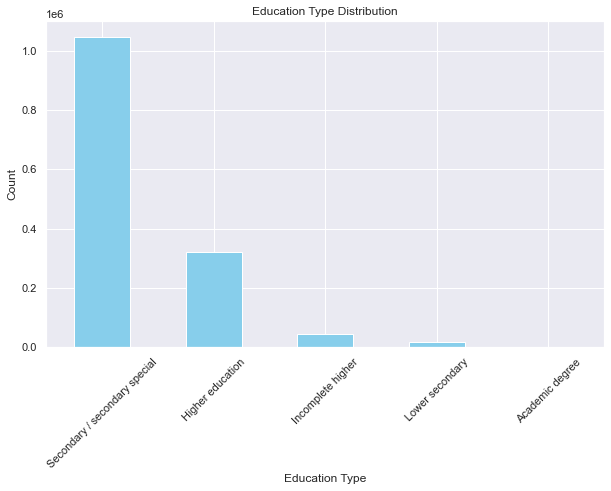 Education Type Distribution
1e6
1.0
0.8
0.6
0.4
0.2
0.0
Count
Secondary / secondary special
Higher education
Incomplete higher
Lower secondary
Academic degree
Education Type